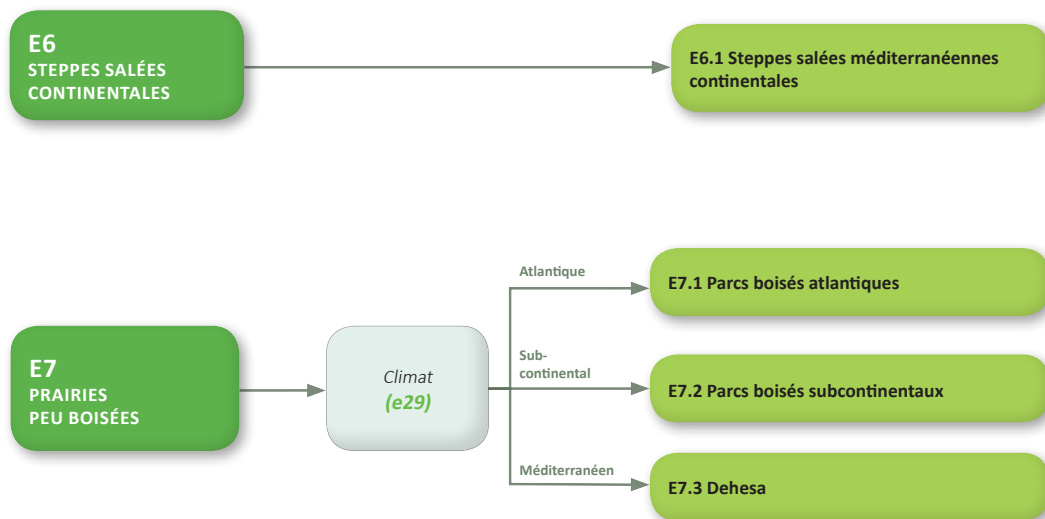 E6
STEPPES SALÉES
CONTINENTALES
E6.1 Steppes salées méditerranéennes
continentales
E7
PRAIRIES
PEU BOISÉES
Climat
(e29)
Atlantique
E7.1 Parcs boisés atlantiques
Sub-
continental
E7.2 Parcs boisés subcontinentaux
Méditerranéen
E7.3 Dehesa